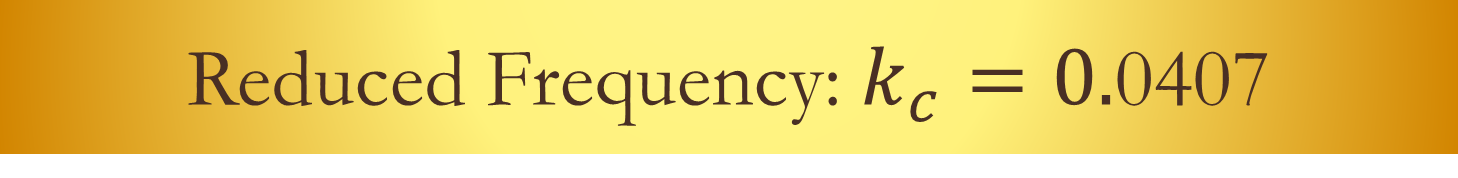 Reduced Frequency: k_c = 0.0407